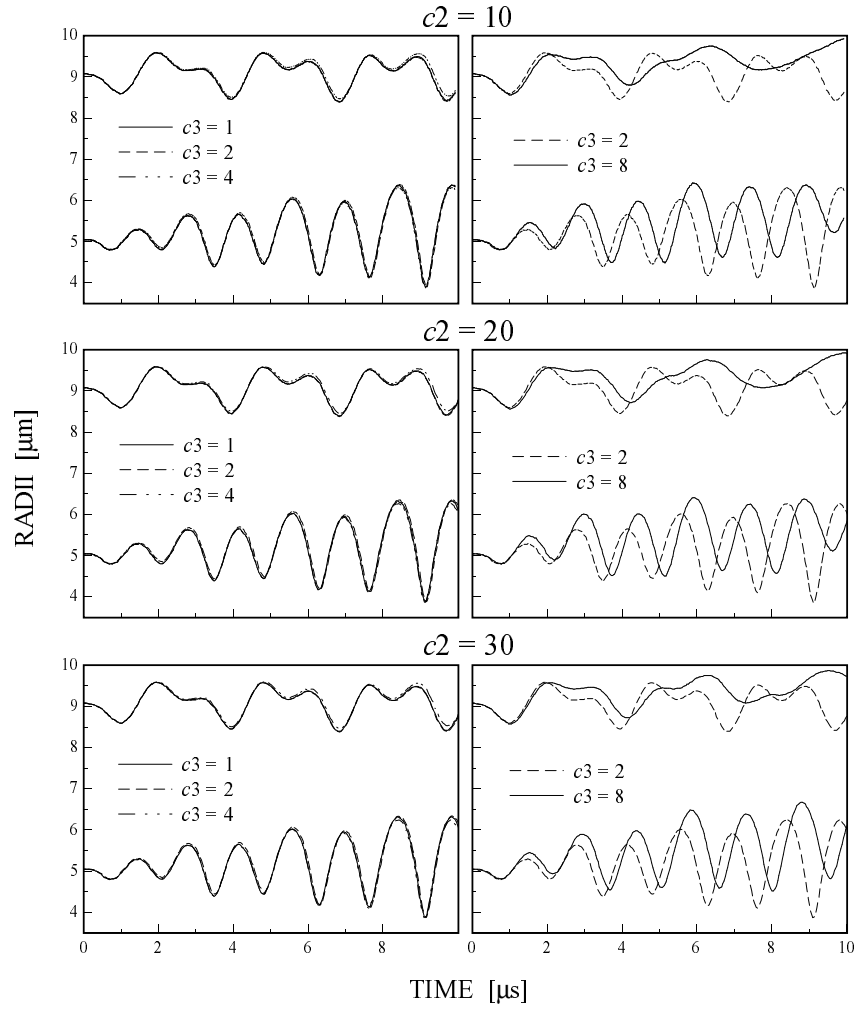 c2 = 10
10
9
8
7
6
5
4
c3 = 1
c3 = 2
c3 = 4
c3 = 2
c3 = 8
c2 = 20
10
9
8
7
6
5
4
c3 = 1
c3 = 2
c3 = 4
c3 = 2
c3 = 8
RADII [µm]
c2 = 30
10
9
8
7
6
5
4
c3 = 1
c3 = 2
c3 = 4
c3 = 2
c3 = 8
0 2 4 6 8 0 2 4 6 8 10
TIME [µs]